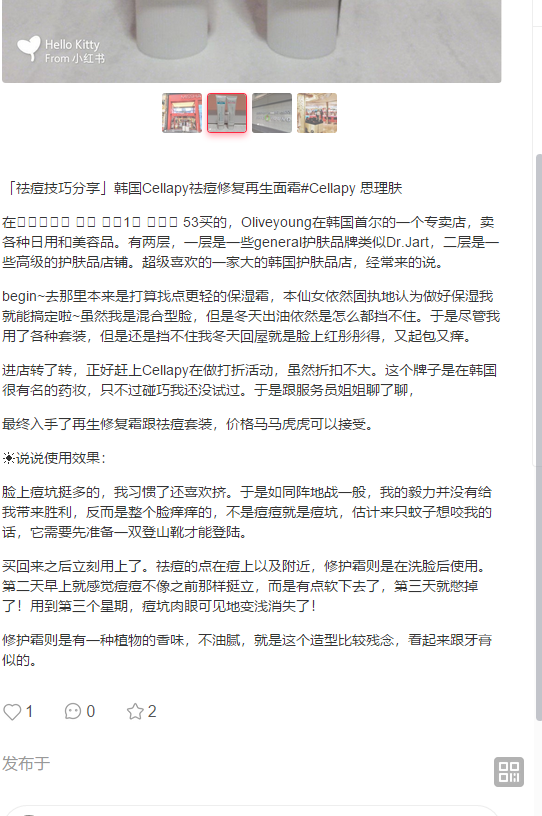 Hello Kitty
From 小红书
「祛痘技巧分享」韩国Cellapy祛痘修复再生面霜#Cellapy 思理肤
在□□□□□ □□ □□1□ □□□ 53买的，Oliveyoung在韩国首尔的一个专卖店，卖
各种日用和美容品。有两层，一层是一些general护肤品牌类似Dr.Jart，二层是一
些高级的护肤品店铺。超级喜欢的一家大的韩国护肤品店，经常来的说。
begin~去那里本来是打算找点更轻的保湿霜，本仙女依然固执地认为做好保湿我
就能搞定啦~虽然我是混合型脸，但是冬天出油依然是怎么都挡不住。于是尽管我
用了各种套装，但是还是挡不住我冬天回屋就是脸上红彤彤得，又起包又痒。
进店转了转，正好赶上Cellapy在做打折活动，虽然折扣不大。这个牌子是在韩国
很有名的药妆，只不过碰巧我还没试过。于是跟服务员姐姐聊了聊，
最终入手了再生修复霜跟祛痘套装，价格马马虎虎可以接受。
☀说说使用效果：
脸上痘坑挺多的，我习惯了还喜欢挤。于是如同阵地战一般，我的毅力并没有给
我带来胜利，反而是整个脸痒痒的，不是痘痘就是痘坑，估计来只蚊子想咬我的
话，它需要先准备一双登山靴才能登陆。
买回来之后立刻用上了。祛痘的点在痘上以及附近，修护霜则是在洗脸后使用。
第二天早上就感觉痘痘不像之前那样挺立，而是有点软下去了，第三天就憋掉
了！用到第三个星期，痘坑肉眼可见地变浅消失了！
修护霜则是有一种植物的香味，不油腻，就是这个造型比较残念，看起来跟牙膏
似的。
1 0 2
发布于